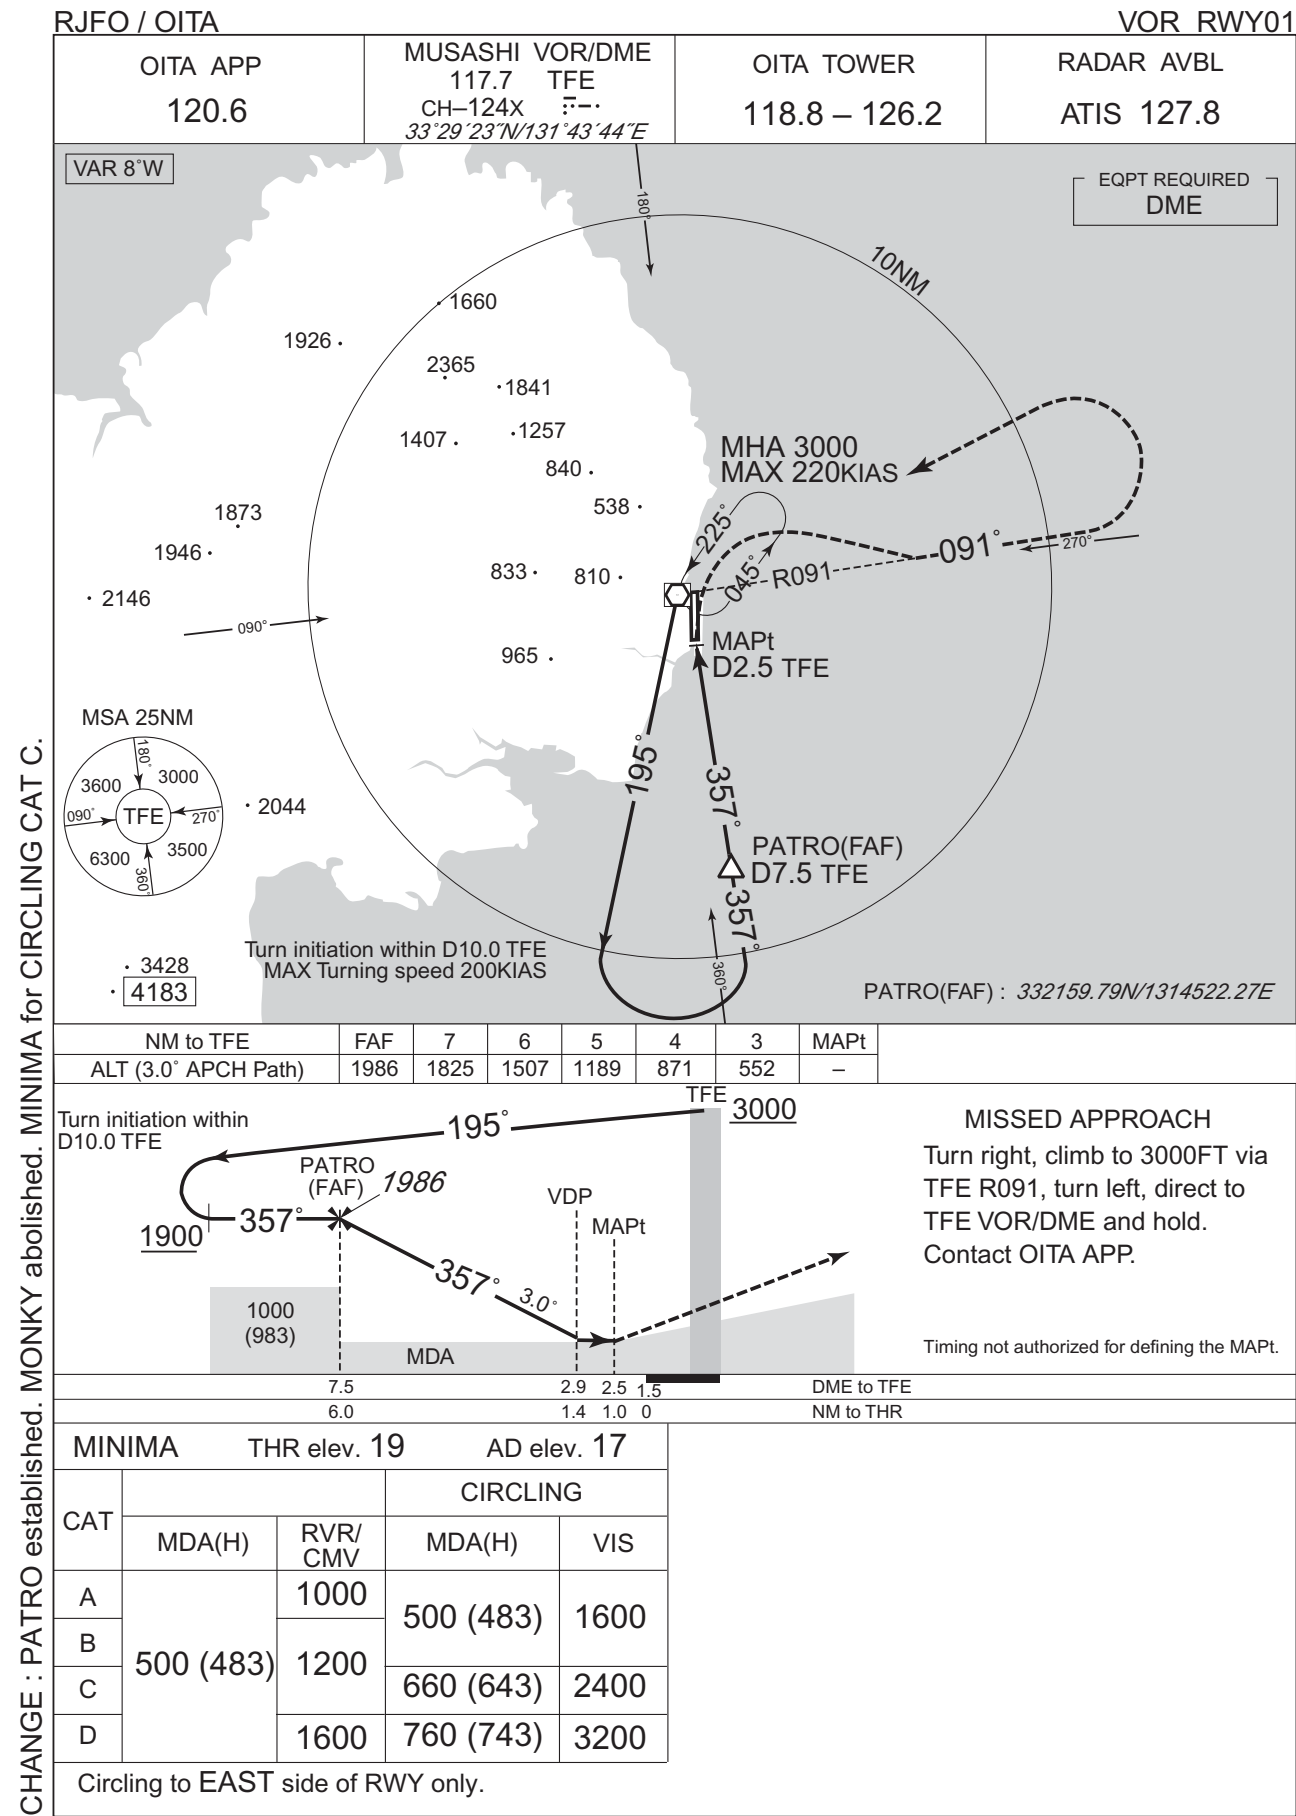 RJFO / OITA
VOR RWY01
OITA APP
120.6
MUSASHI VOR/DME
117.7 TFE
CH–124X
33°29´23˝N/131°43´44˝E
OITA TOWER
118.8 – 126.2
RADAR AVBL
ATIS 127.8
VAR 8°W
EQPT REQUIRED
DME
180°
10NM
1660
1926
2365
1841
1407
1257
840
538
MHA 3000
MAX 220KIAS
1873
1946
2146
833
810
225°
045°
R091
091°
270°
090°
965
MAPt
D2.5 TFE
MSA 25NM
180°
3600
3000
090°
TFE
270°
6300
3500
360°
2044
195°
357°
PATRO(FAF)
D7.5 TFE
357°
360°
Turn initiation within D10.0 TFE
MAX Turning speed 200KIAS
3428
4183
PATRO(FAF) : 332159.79N/1314522.27E
NM to TFE FAF 7 6 5 4 3 MAPt
ALT (3.0° APCH Path) 1986 1825 1507 1189 871 552 –
Turn initiation within
D10.0 TFE
195°
TFE
3000
PATRO
(FAF)
1986
VDP
MAPt
1900
357°
357°
3.0°
1000
(983)
MDA
MISSED APPROACH
Turn right, climb to 3000FT via
TFE R091, turn left, direct to
TFE VOR/DME and hold.
Contact OITA APP.
Timing not authorized for defining the MAPt.
7.5 2.9 2.5 1.5 DME to TFE
6.0 1.4 1.0 0 NM to THR
MINIMA THR elev. 19 AD elev. 17
CAT
CIRCLING
MDA(H)
RVR/
CMV
MDA(H)
VIS
A
B
C
D
500 (483)
1000
1200
1600
500 (483) 1600
660 (643) 2400
760 (743) 3200
Circling to EAST side of RWY only.
CHANGE : PATRO established. MONKY abolished. MINIMA for CIRCLING CAT C.